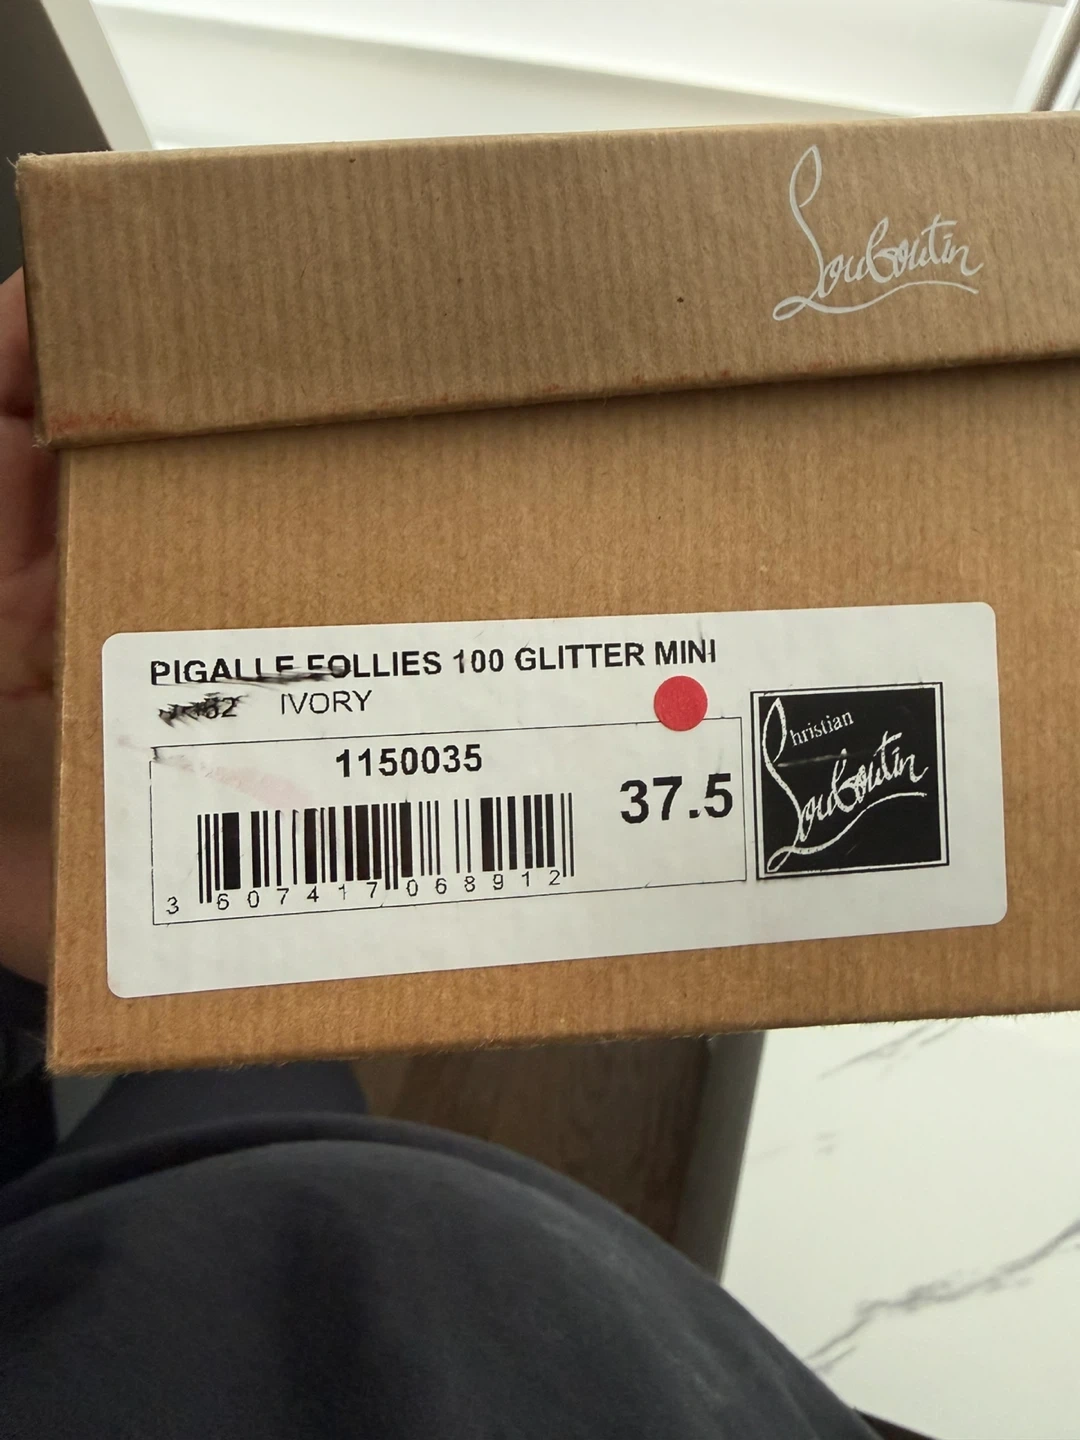 Louboutin
PIGALLE FOLLIES 100 GLITTER MINI
IVORY
1150035
37.5
3 607417 068912
Christian
Louboutin